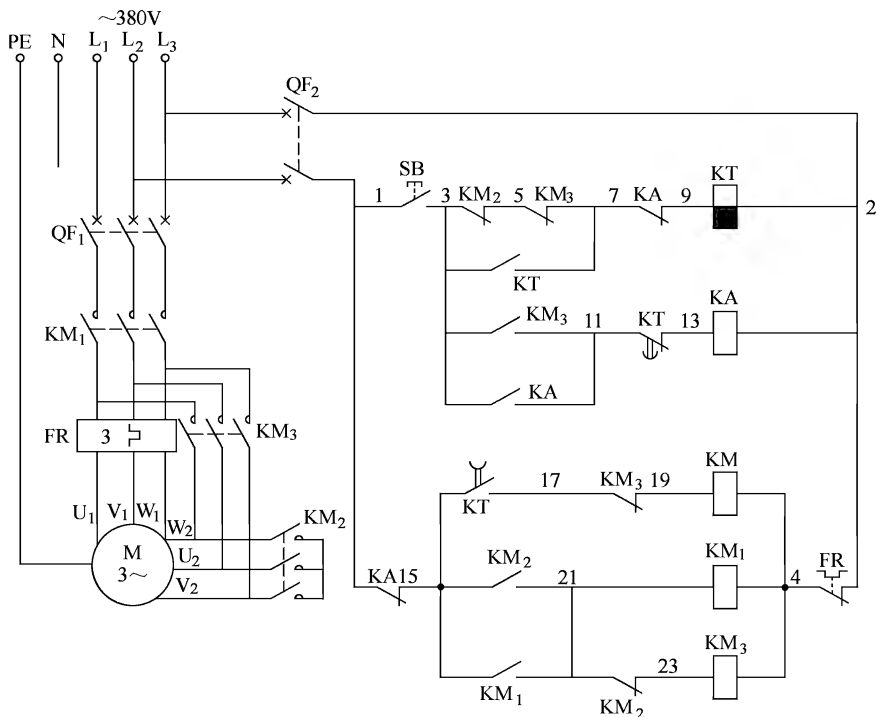 ~380V
PE N L₁ L₂ L₃
QF₂
SB
1 3 KM₂ 5 KM₃ 7 KA 9 KT
2
QF₁
KT
KM₃ 11 KT 13 KA
KM₁
KA
FR 3 KM₃
KT 17 KM₃ 19 KM
U₁ V₁ W₁
W₂ KM₂
M
3~
U₂
V₂
KA 15 KM₂ 21 KM₁ 4 FR
KM₁ KM₂ 23 KM₃